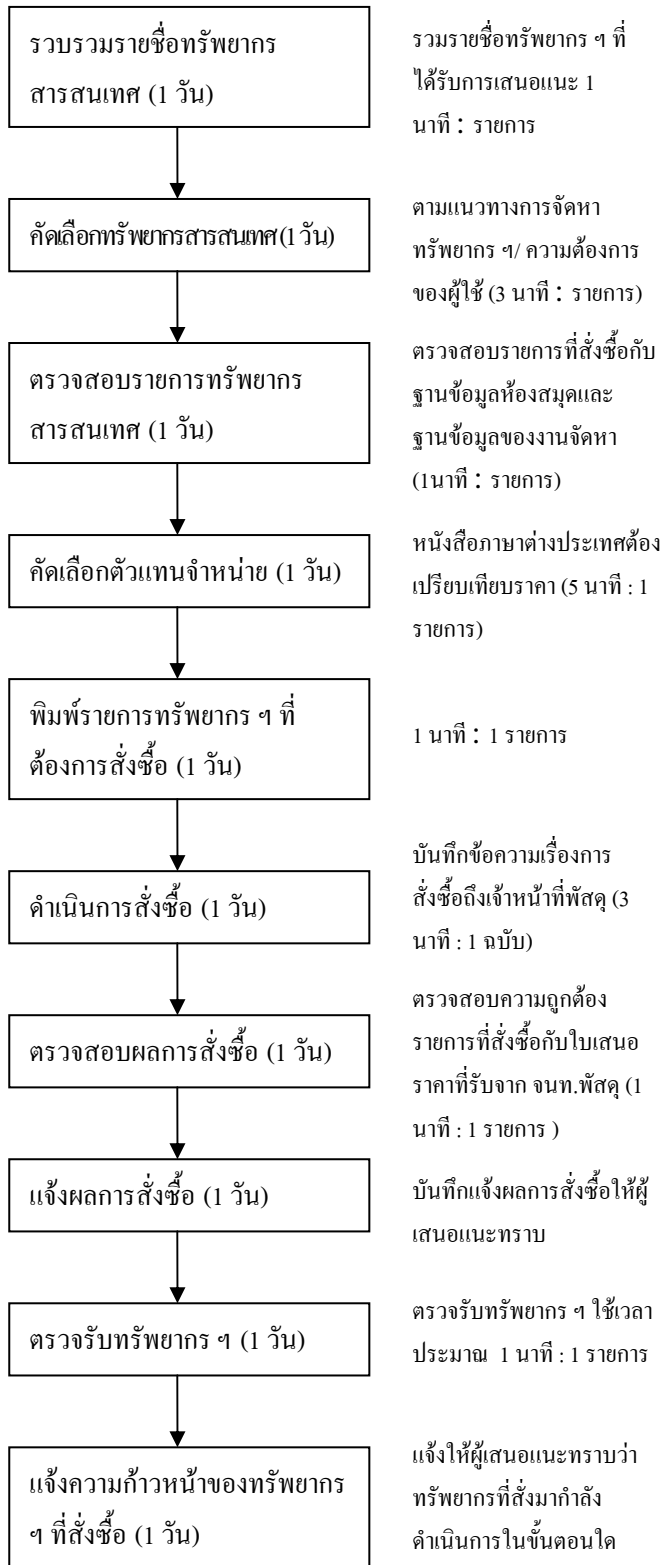 รวบรวมรายชื่อทรัพยากร
สารสนเทศ (1 วัน)
รวมรายชื่อทรัพยากร ฯ ที่
ได้รับการเสนอแนะ 1
นาที : รายการ
คัดเลือกทรัพยากรสารสนเทศ (1 วัน)
ตามแนวทางการจัดหา
ทรัพยากร ฯ/ ความต้องการ
ของผู้ใช้ (3 นาที : รายการ)
ตรวจสอบรายการทรัพยากร
สารสนเทศ (1 วัน)
ตรวจสอบรายการที่สั่งซื้อกับ
ฐานข้อมูลห้องสมุดและ
ฐานข้อมูลของงานจัดหา
(1นาที : รายการ)
คัดเลือกตัวแทนจำหน่าย (1 วัน)
หนังสือภาษาต่างประเทศต้อง
เปรียบเทียบราคา (5 นาที : 1
รายการ)
พิมพ์รายการทรัพยากร ฯ ที่
ต้องการสั่งซื้อ (1 วัน)
1 นาที : 1 รายการ
ดำเนินการสั่งซื้อ (1 วัน)
บันทึกข้อความเรื่องการ
สั่งซื้อถึงเจ้าหน้าที่พัสดุ (3
นาที : 1 ฉบับ)
ตรวจสอบผลการสั่งซื้อ (1 วัน)
ตรวจสอบความถูกต้อง
รายการที่สั่งซื้อกับใบเสนอ
ราคาที่รับจาก จนท.พัสดุ (1
นาที : 1 รายการ )
แจ้งผลการสั่งซื้อ (1 วัน)
บันทึกแจ้งผลการสั่งซื้อให้ผู้
เสนอแนะทราบ
ตรวจรับทรัพยากร ฯ (1 วัน)
ตรวจรับทรัพยากร ฯ ใช้เวลา
ประมาณ 1 นาที : 1 รายการ
แจ้งความก้าวหน้าของทรัพยากร
ฯ ที่สั่งซื้อ (1 วัน)
แจ้งให้ผู้เสนอแนะทราบว่า
ทรัพยากรที่สั่งมากำลัง
ดำเนินการในขั้นตอนใด